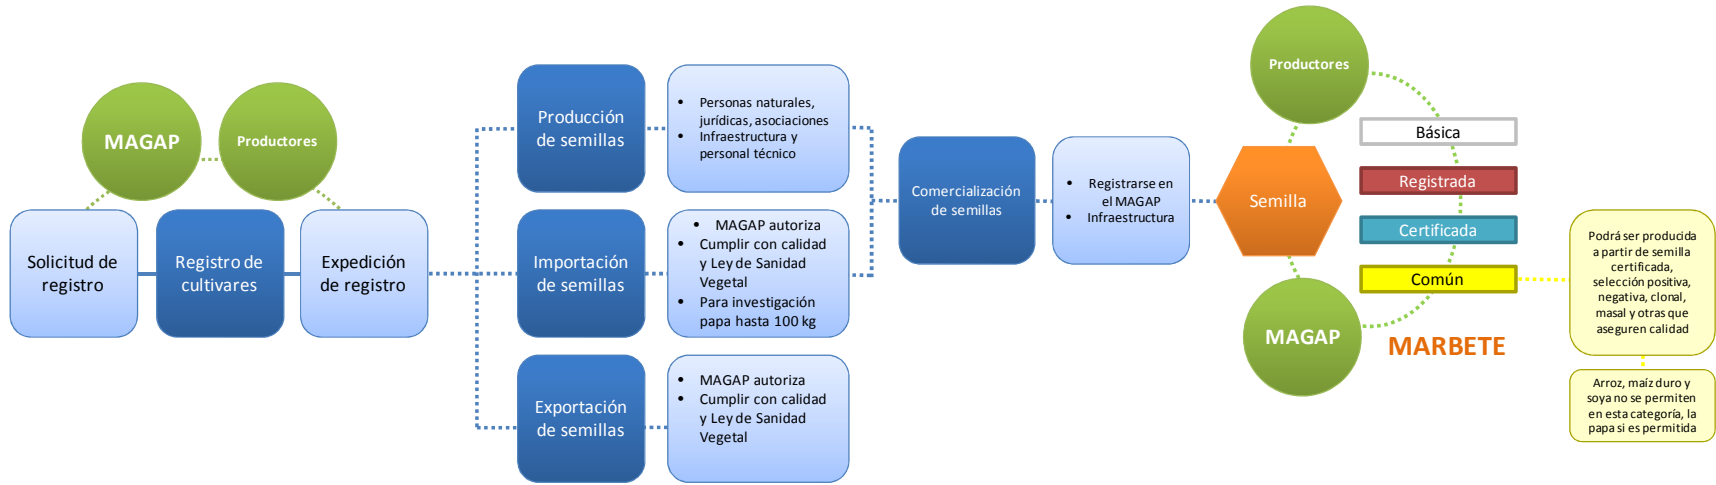 MAGAP
Productores
Solicitud de
registro
Registro de
cultivares
Expedición
de registro
Producción
de semillas
• Personas naturales,
jurídicas, asociaciones
• Infraestructura y
personal técnico
Importación
de semillas
• MAGAP autoriza
• Cumplir con calidad
y Ley de Sanidad
Vegetal
• Para investigación
papa hasta 100 kg
Exportación
de semillas
• MAGAP autoriza
• Cumplir con calidad
y Ley de Sanidad
Vegetal
Comercialización
de semillas
• Registrarse en
el MAGAP
• Infraestructura
Productores
Semilla
MAGAP
Básica
Registrada
Certificada
Común
MARBETE
Podrá ser producida
a partir de semilla
certificada,
selección positiva,
negativa, clonal,
masal y otras que
aseguren calidad
Arroz, maíz duro y
soya no se permiten
en esta categoría, la
papa si es permitida